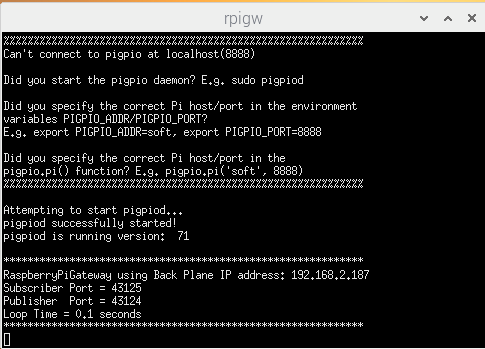 rpigw
%%%%%%%%%%%%%%%%%%%%%%%%%%%%%%%%%%%%%%%%%%%%%%%%%%%%%%
Can't connect to pigpio at localhost(8888)
Did you start the pigpio daemon? E.g. sudo pigpiod
Did you specify the correct Pi host/port in the environment
variables PIGPIO_ADDR/PIGPIO_PORT?
E.g. export PIGPIO_ADDR=soft, export PIGPIO_PORT=8888
Did you specify the correct Pi host/port in the
pigpio.pi() function? E.g. pigpio.pi('soft', 8888)
%%%%%%%%%%%%%%%%%%%%%%%%%%%%%%%%%%%%%%%%%%%%%%%%%%%%%%
Attempting to start pigpiod...
pigpiod successfully started!
pigpiod is running version:  71
******************************************************
RaspberryPiGateway using Back Plane IP address: 192.168.2.187
Subscriber Port = 43125
Publisher  Port = 43124
Loop Time = 0.1 seconds
******************************************************